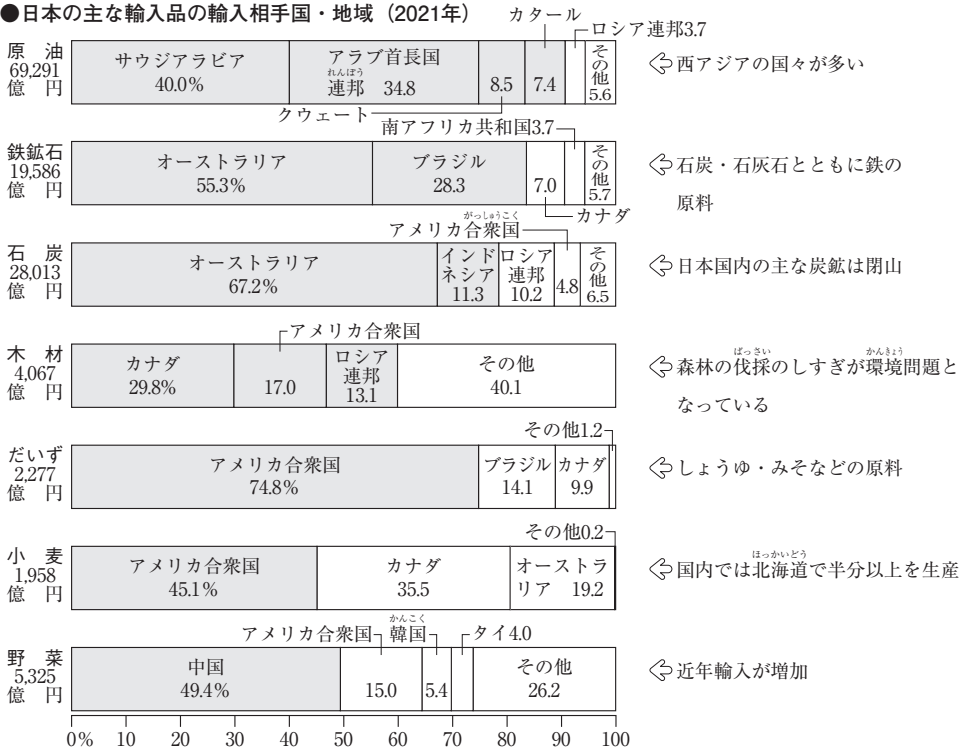 ●日本の主な輸入品の輸入相手国・地域（2021年）
カタール
ロシア連邦3.7
原油
69,291
億円
サウジアラビア
40.0%
アラブ首長国
れんぽう
連邦 34.8
8.5
7.4
その他
5.6
クウェート
⇦西アジアの国々が多い
南アフリカ共和国3.7
鉄鉱石
19,586
億円
オーストラリア
55.3%
ブラジル
28.3
7.0
その他
5.7
カナダ
⇦石炭・石灰石とともに鉄の
原料
がっしゅうこく
アメリカ合衆国
石炭
28,013
億円
オーストラリア
67.2%
インド
ネシア
11.3
ロシア
連邦
10.2
4.8
その他
6.5
⇦日本国内の主な炭鉱は閉山
アメリカ合衆国
木材
4,067
億円
カナダ
29.8%
17.0
ロシア
連邦
13.1
その他
40.1
ばっさい かんきょう
⇦森林の伐採のしすぎが環境問題と
なっている
その他1.2
だいず
2,277
億円
アメリカ合衆国
74.8%
ブラジル
14.1
カナダ
9.9
⇦しょうゆ・みそなどの原料
その他0.2
小麦
1,958
億円
アメリカ合衆国
45.1%
カナダ
35.5
オーストラ
リア 19.2
ほっかいどう
⇦国内では北海道で半分以上を生産
かんこく
アメリカ合衆国
韓国
タイ4.0
野菜
5,325
億円
中国
49.4%
15.0
5.4
その他
26.2
⇦近年輸入が増加
0% 10 20 30 40 50 60 70 80 90 100